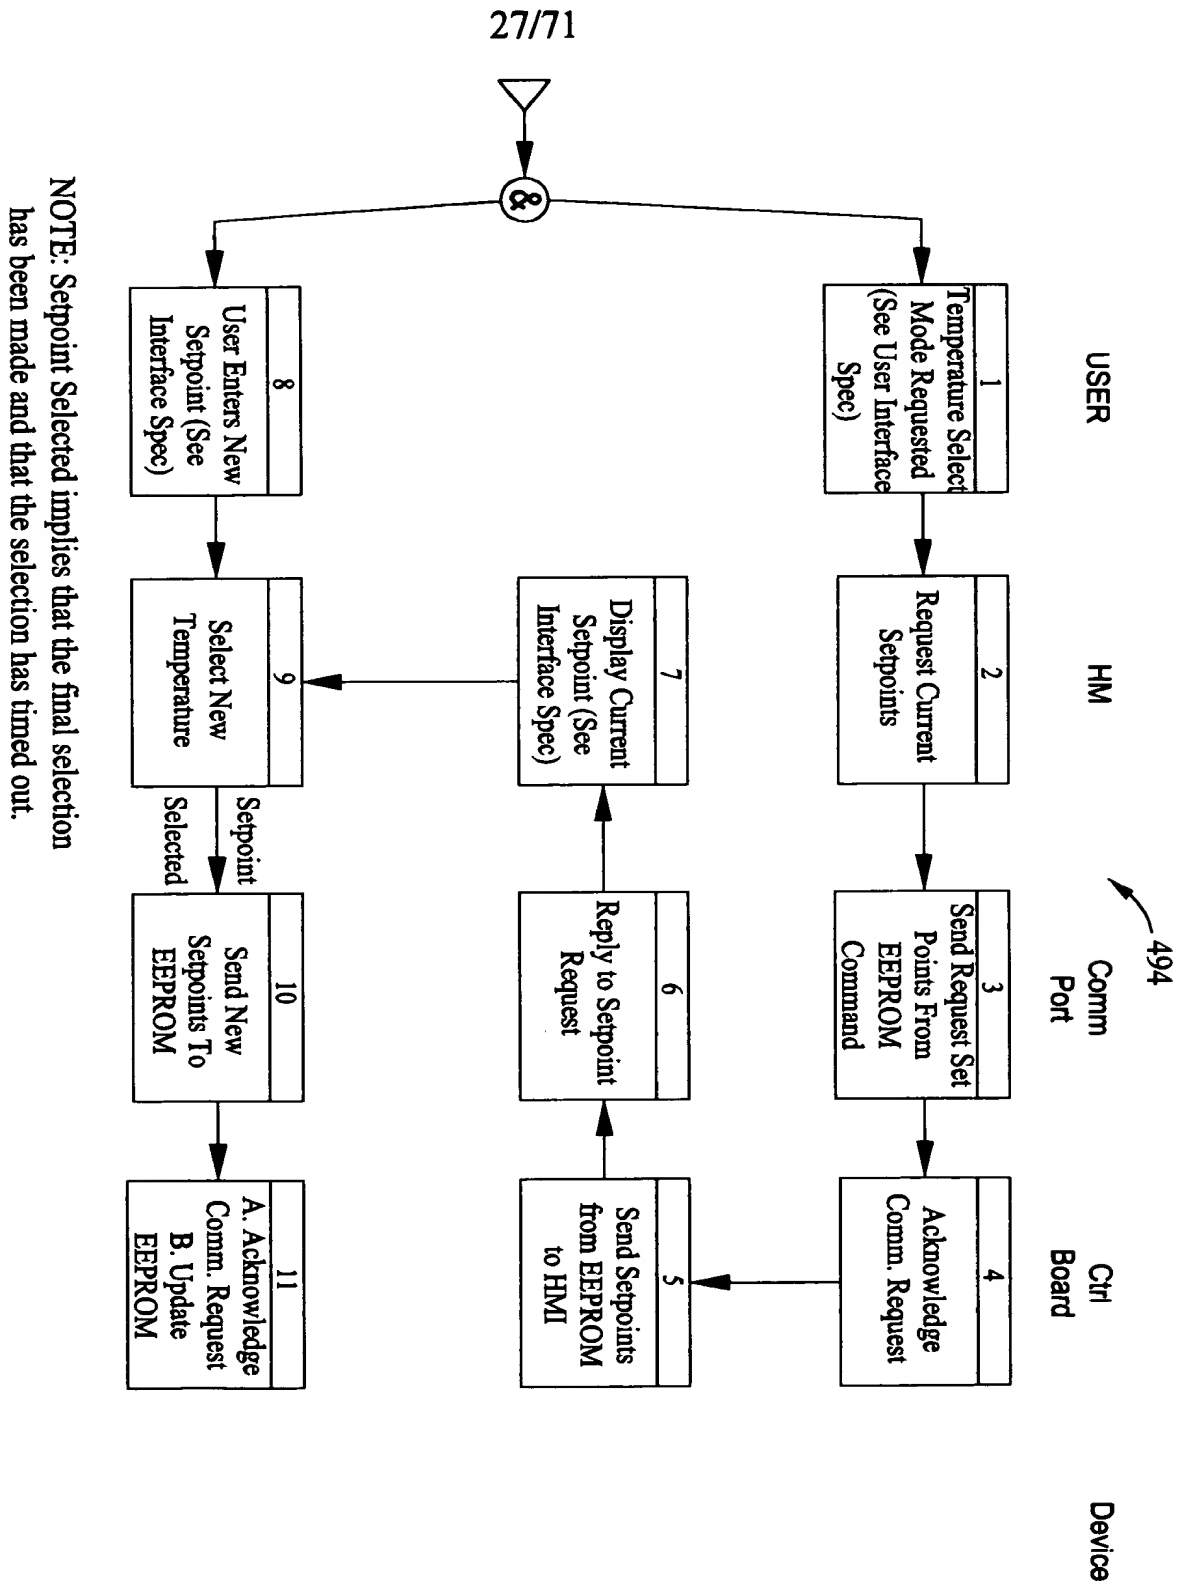 27/71
494
USER
HM
Comm
Port
Ctrl
Board
Device
&
1
Temperature Select
Mode Requested
(See User Interface
Spec)
2
Request Current
Setpoints
3
Send Request Set
Points From
EEPROM
Command
4
Acknowledge
Comm. Request
7
Display Current
Setpoint (See
Interface Spec)
6
Reply to Setpoint
Request
5
Send Setpoints
from EEPROM
to HMI
8
User Enters New
Setpoint (See
Interface Spec)
9
Select New
Temperature
Setpoint
Selected
10
Send New
Setpoints To
EEPROM
11
A. Acknowledge
Comm. Request
B. Update
EEPROM
NOTE: Setpoint Selected implies that the final selection
has been made and that the selection has timed out.